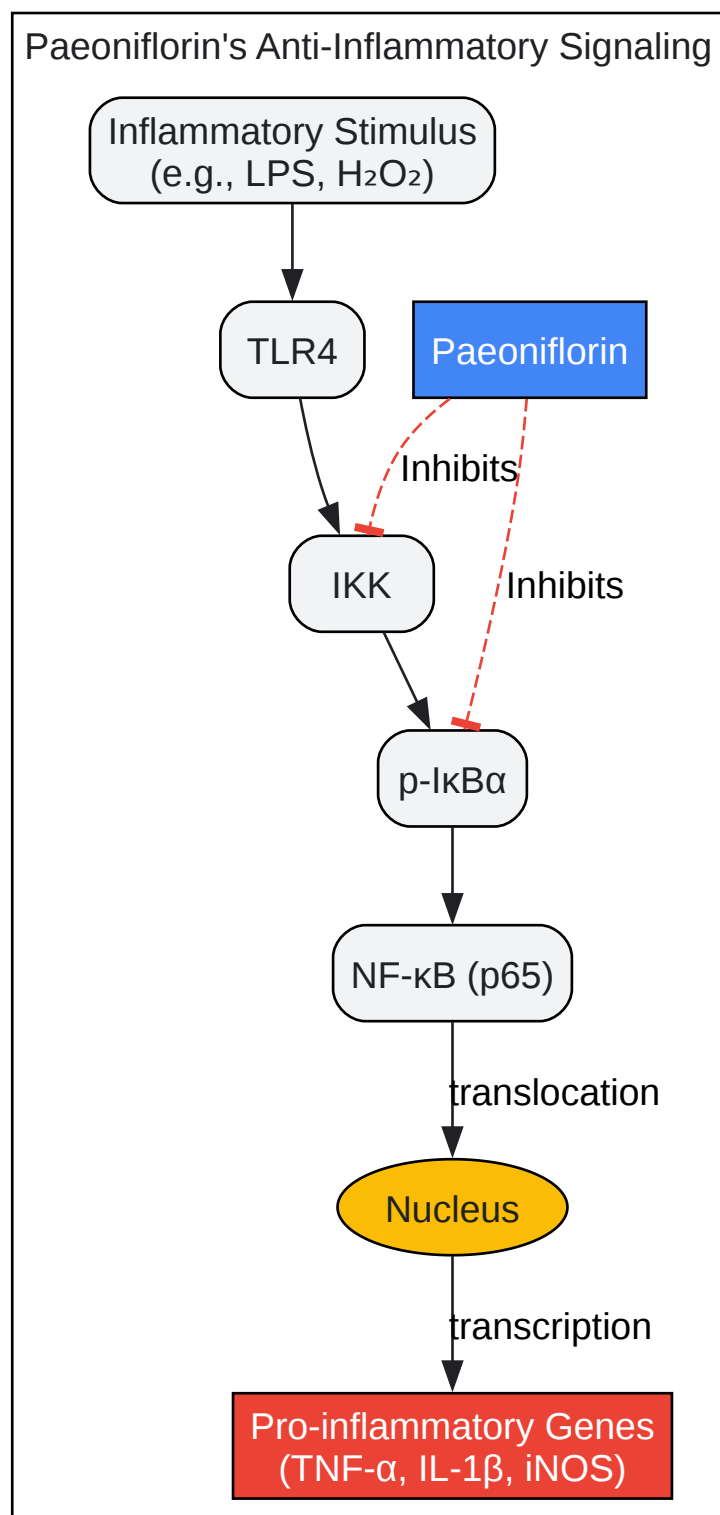 Paeoniflorin's Anti-Inflammatory Signaling
Inflammatory Stimulus
(e.g., LPS, H₂O₂)
TLR4
Paeoniflorin
Inhibits
IKK
Inhibits
p-IκBα
NF-κB (p65)
translocation
Nucleus
transcription
Pro-inflammatory Genes
(TNF-α, IL-1β, iNOS)